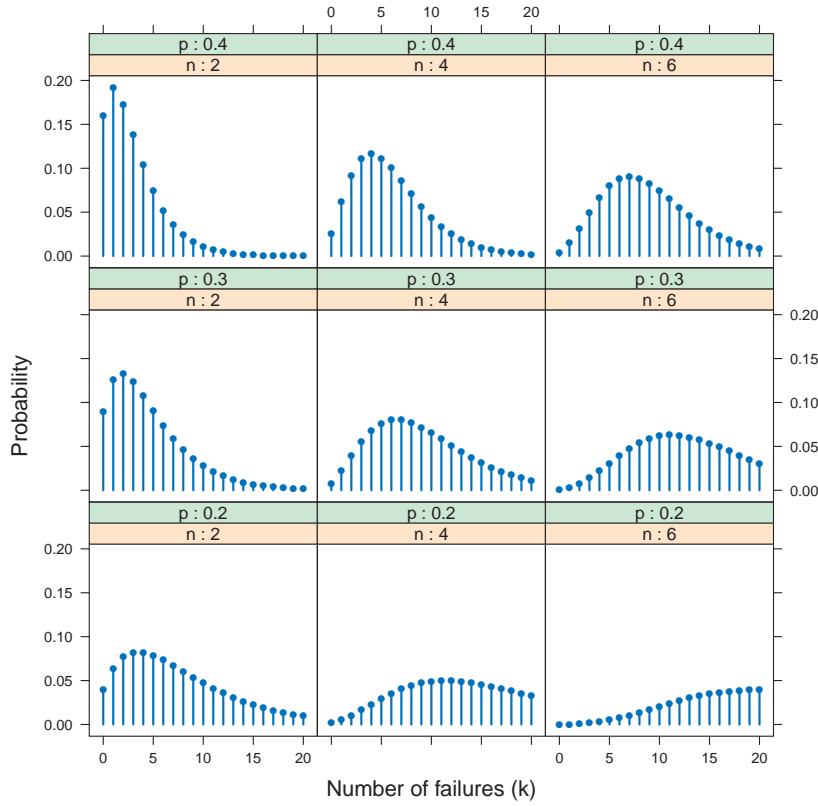 0 5 10 15 20
p : 0.4 p : 0.4 p : 0.4
n : 2 n : 4 n : 6
0.20
0.15
0.10
0.05
0.00
p : 0.3 p : 0.3 p : 0.3
n : 2 n : 4 n : 6
0.20
0.15
0.10
0.05
0.00
Probability
p : 0.2 p : 0.2 p : 0.2
n : 2 n : 4 n : 6
0.20
0.15
0.10
0.05
0.00
0 5 10 15 20 0 5 10 15 20
Number of failures (k)